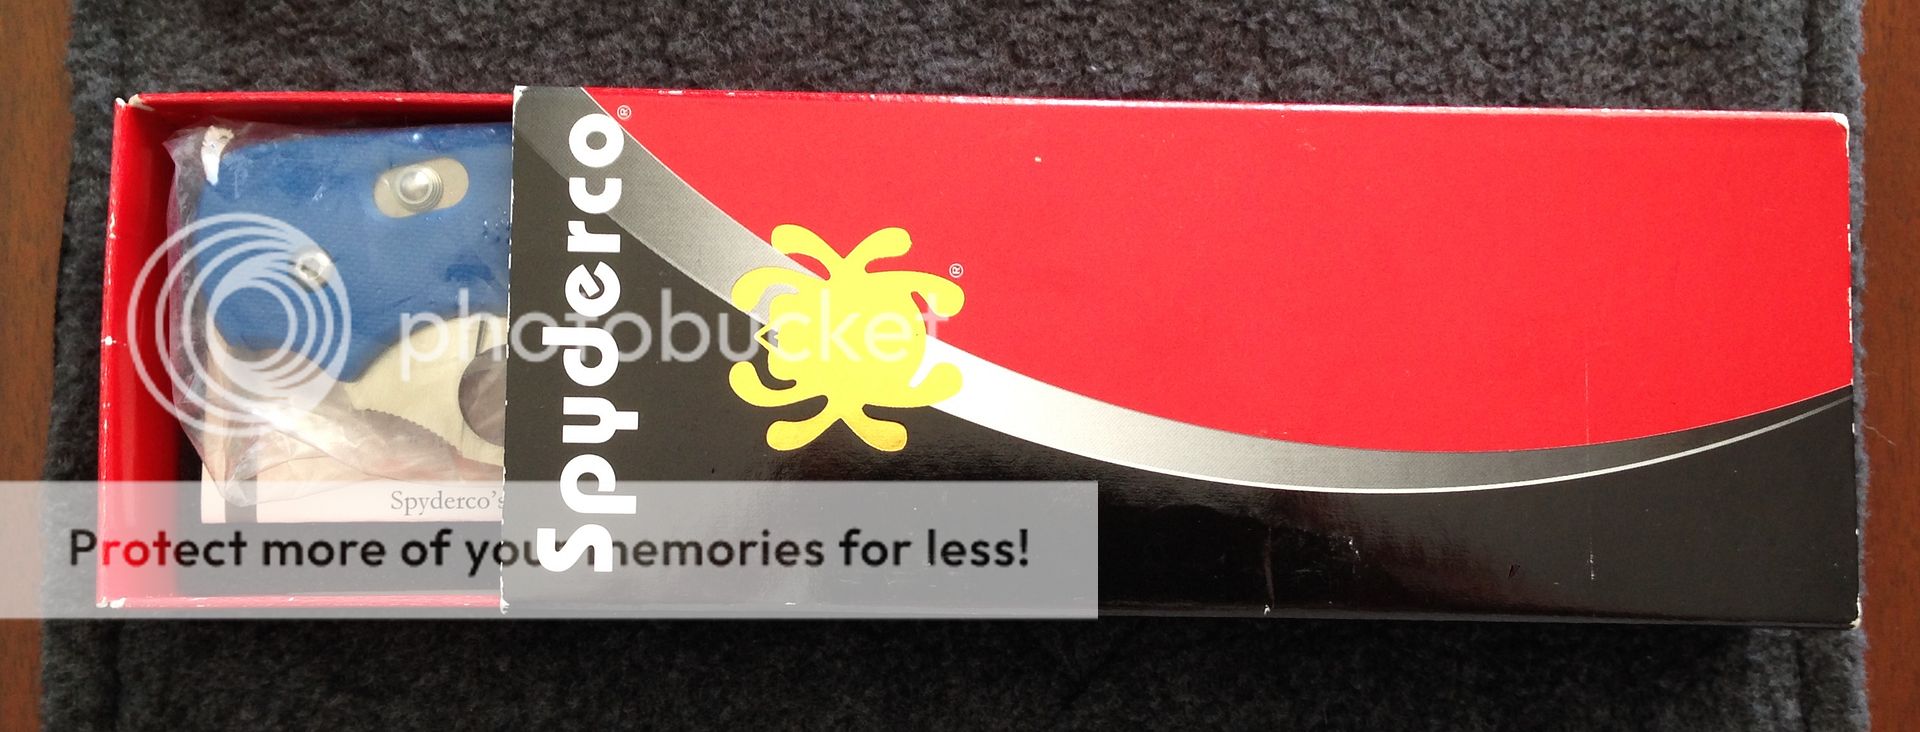 Spyderco®
®
photobucket
Spyderco's
Protect more of your memories for less!